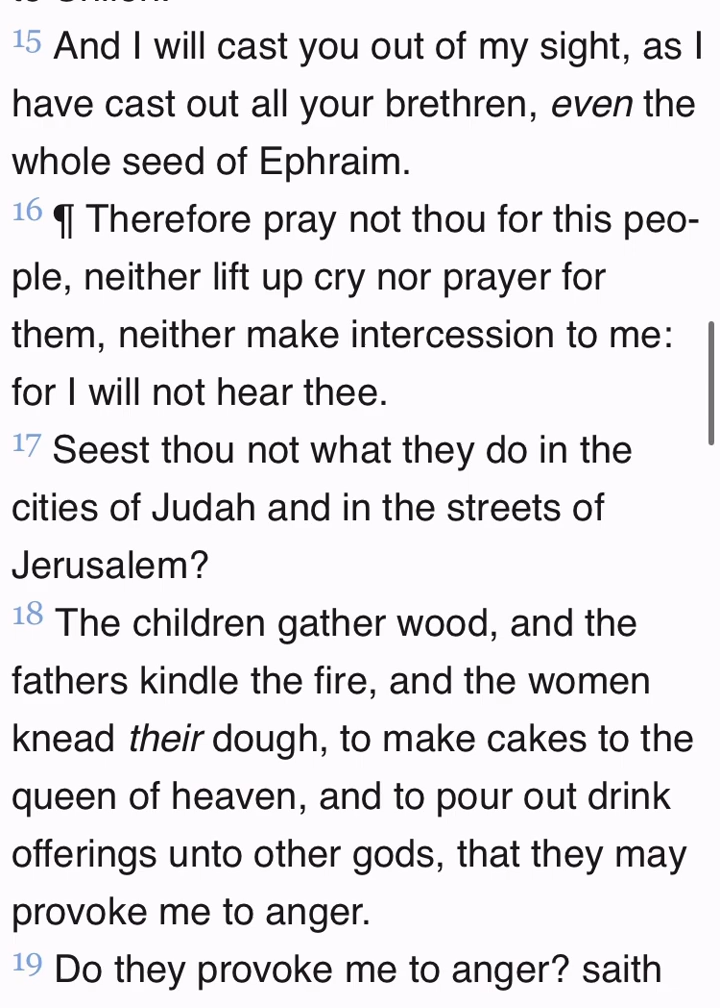 15 And I will cast you out of my sight, as I
have cast out all your brethren, even the
whole seed of Ephraim.
16 ¶ Therefore pray not thou for this peo-
ple, neither lift up cry nor prayer for
them, neither make intercession to me:
for I will not hear thee.
17 Seest thou not what they do in the
cities of Judah and in the streets of
Jerusalem?
18 The children gather wood, and the
fathers kindle the fire, and the women
knead their dough, to make cakes to the
queen of heaven, and to pour out drink
offerings unto other gods, that they may
provoke me to anger.
19 Do they provoke me to anger? saith